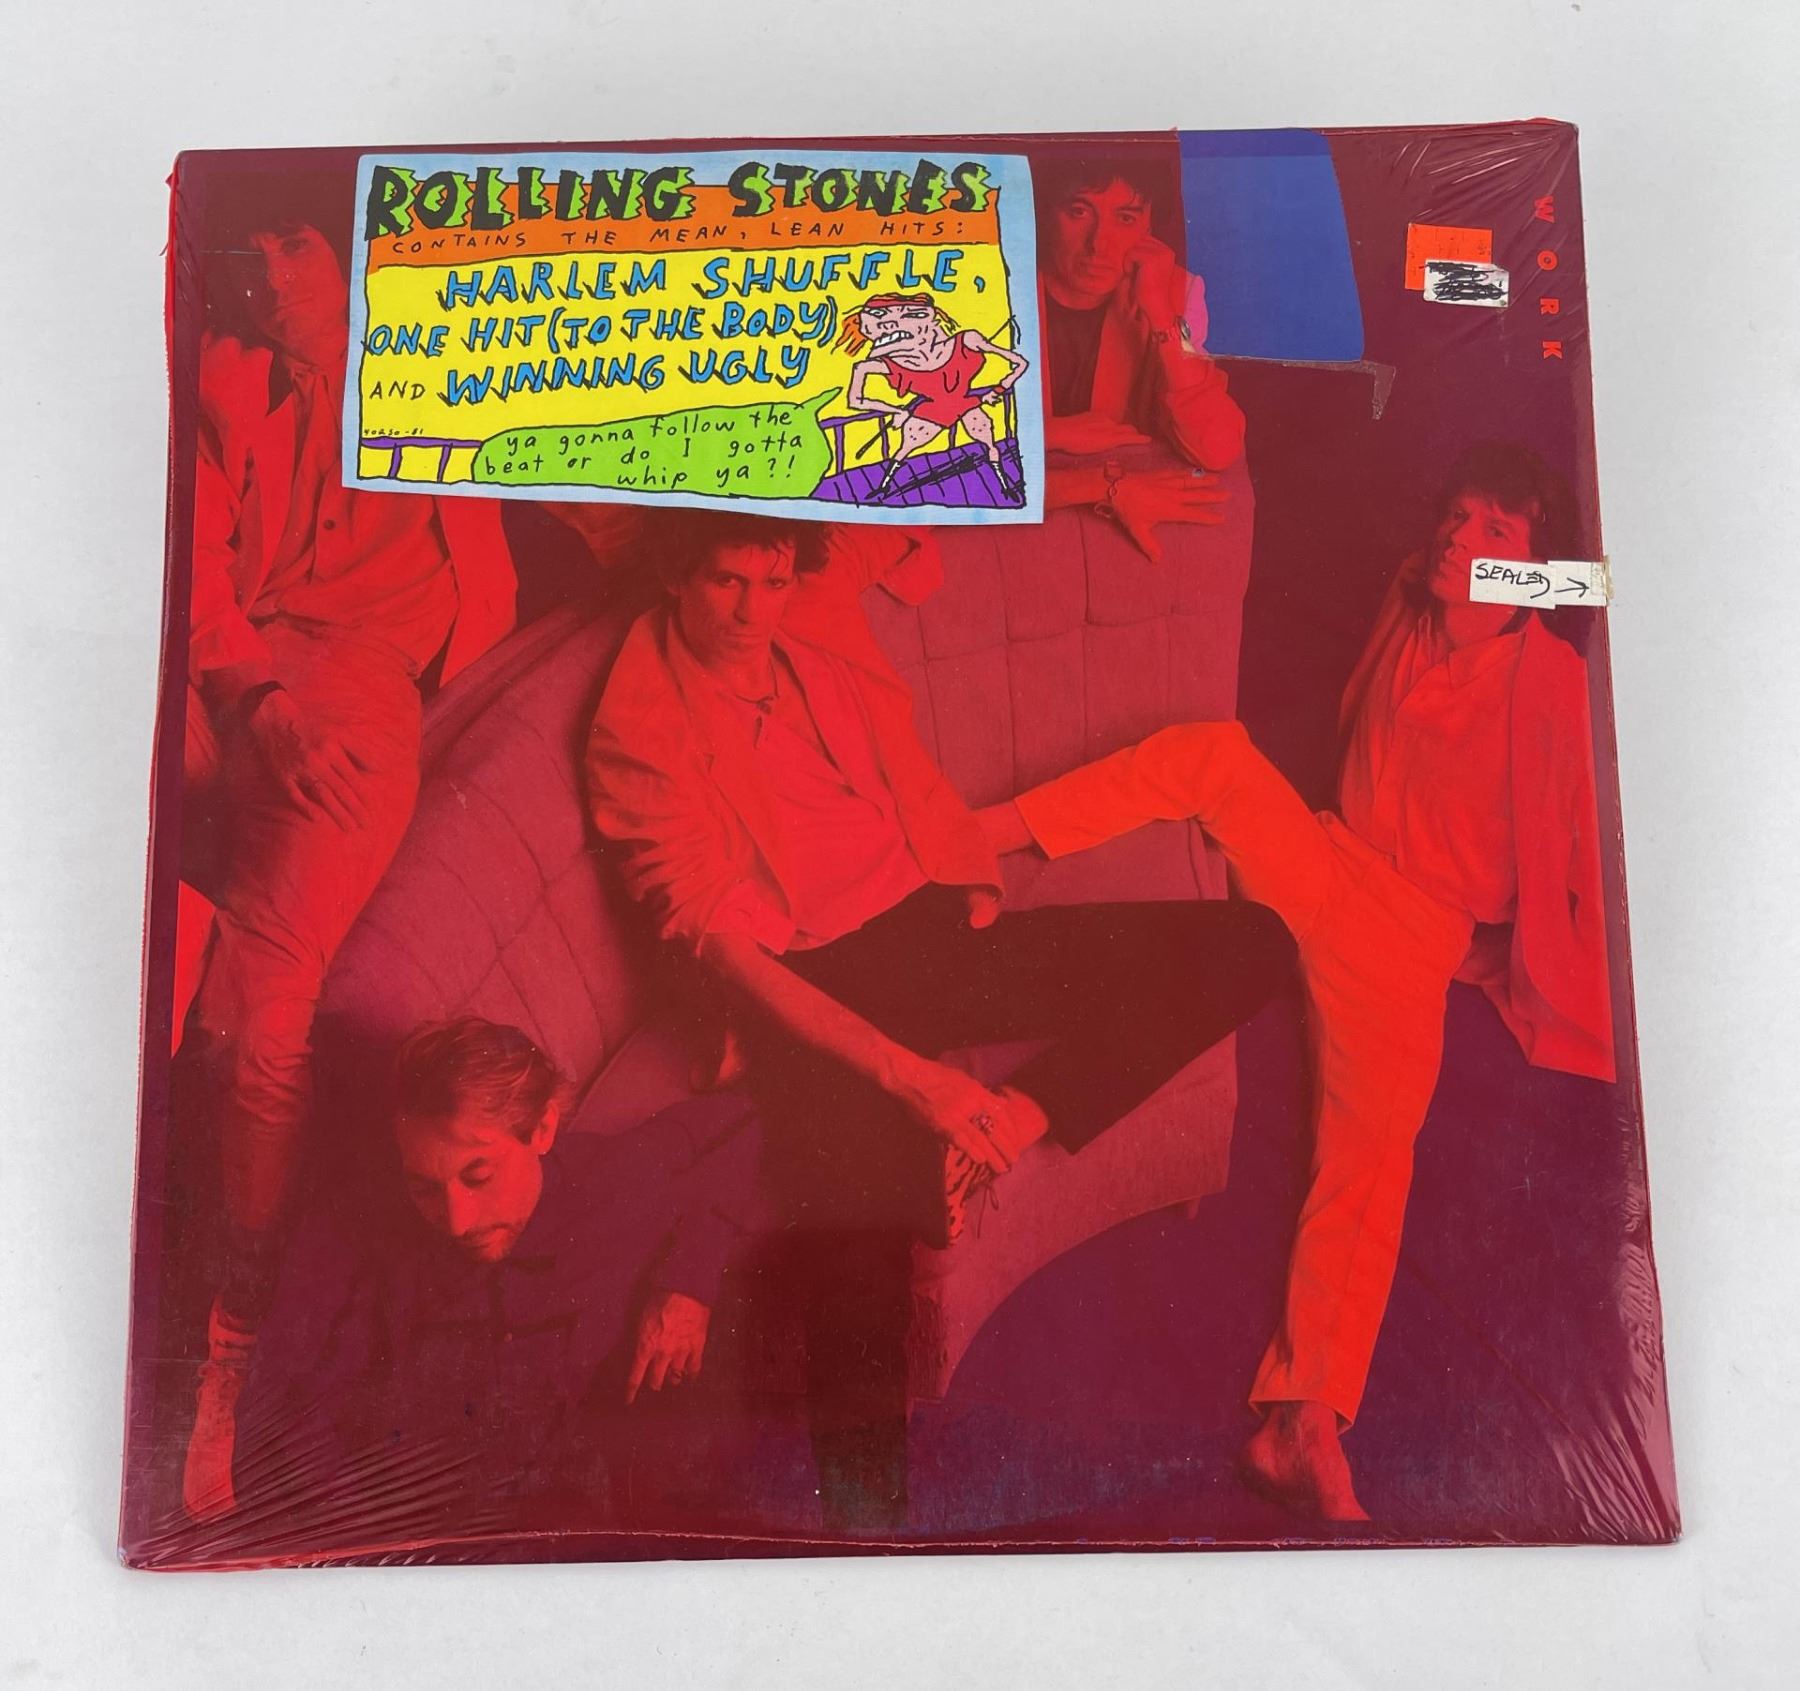 ROLLING STONES
CONTAINS THE MEAN, LEAN HITS:
HARLEM SHUFFLE,
ONE HIT (TO THE BODY)
AND WINNING UGLY
ya gonna follow the
beat or do I gotta
whip ya?!
WORK
SEALED →